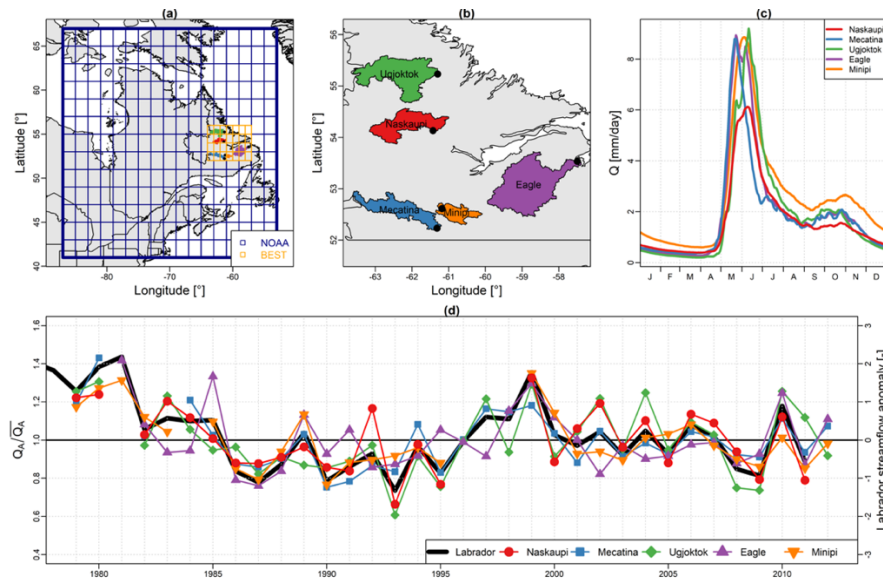 (a)
Latitude [°]
65
60
55
50
45
40
-80
-70
-60
Longitude [°]
NOAA
BEST
(b)
Latitude [°]
56
55
54
53
52
-63
-62
-61
-60
-59
-58
-57
Longitude [°]
Ugjoktok
Naskaupi
Eagle
Mecatina
Minipi
(c)
Q [mm/day]
8
6
4
2
0
J F M A M J J A S O N D
Naskaupi
Mecatina
Ugjoktok
Eagle
Minipi
(d)
QA/QA
1.6
1.4
1.2
1.0
0.8
0.6
0.4
1980
1985
1990
1995
2000
2005
2010
Labrador streamflow anomaly [-]
3
2
1
0
-1
-2
-3
Labrador Naskaupi Mecatina Ugjoktok Eagle Minipi